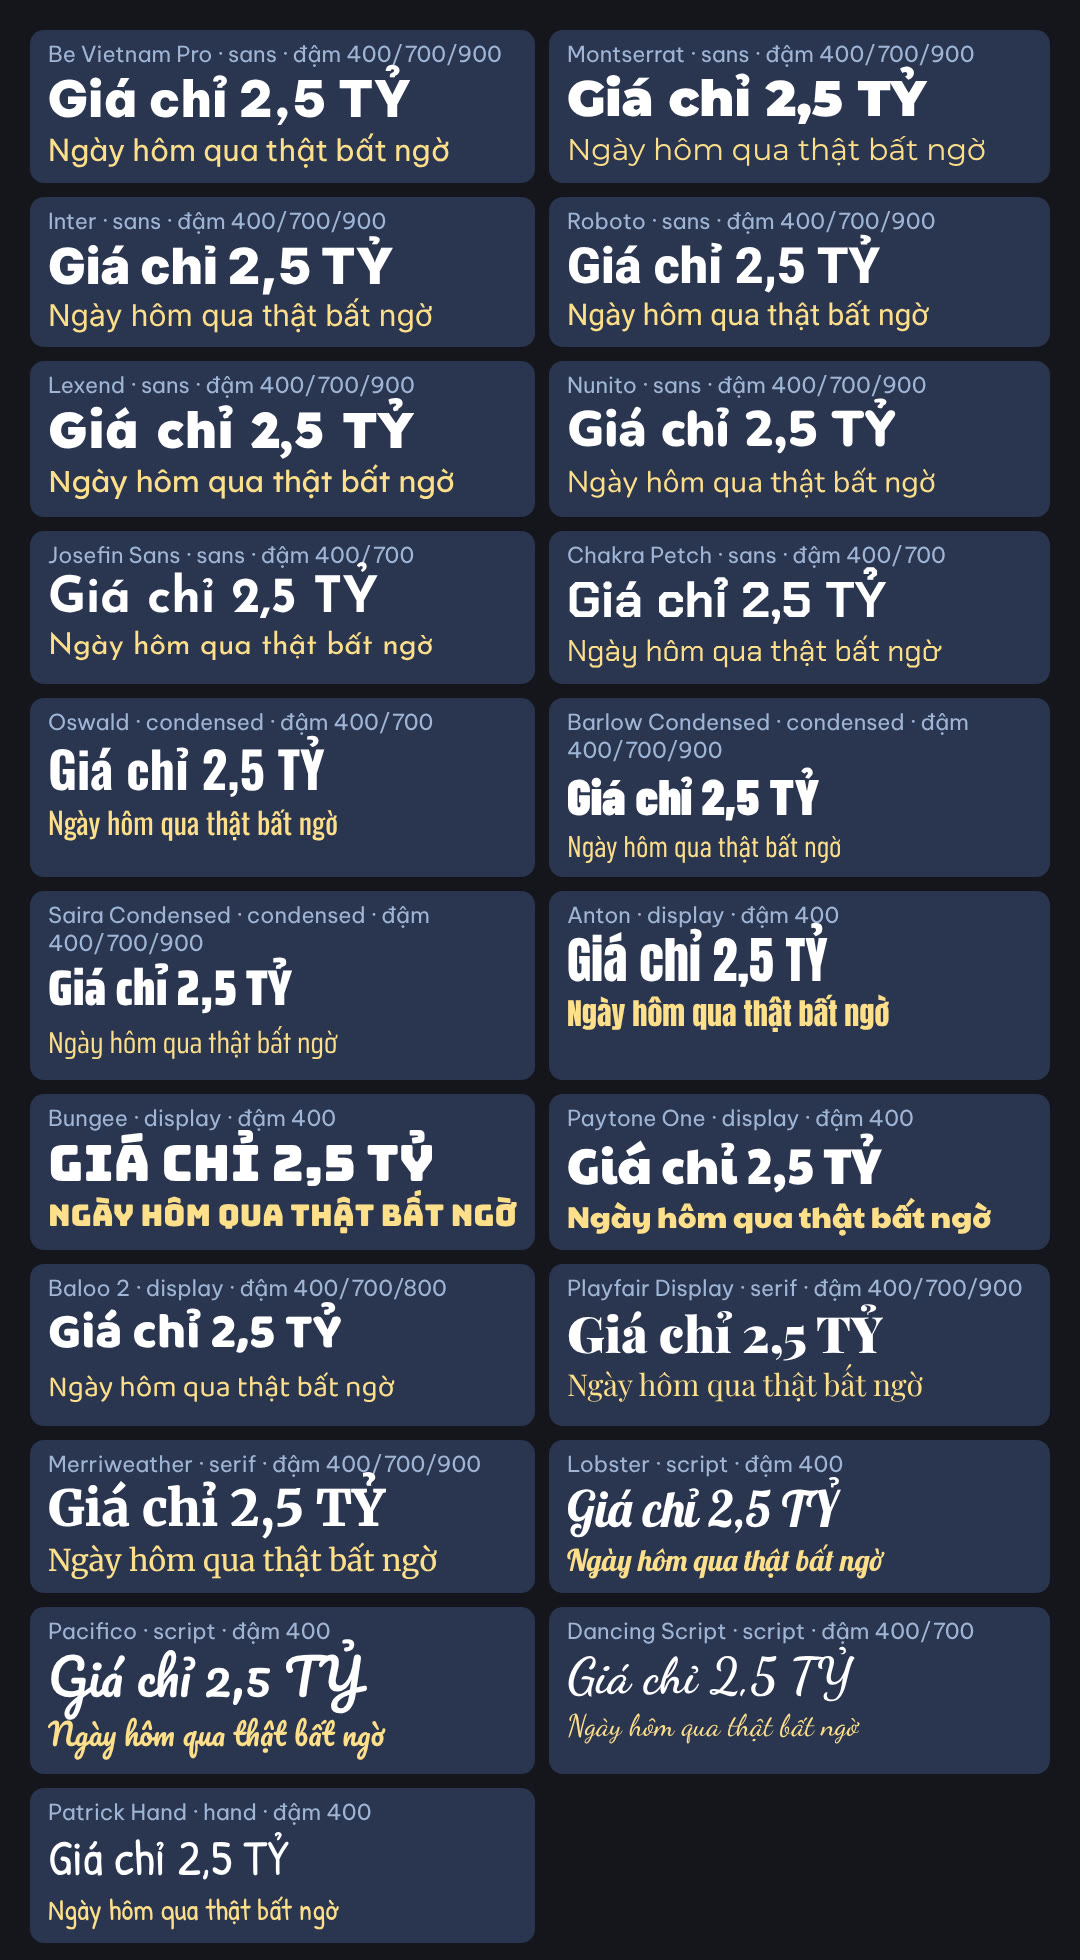 Be Vietnam Pro · sans · đậm 400/700/900
Giá chỉ 2,5 TỶ
Ngày hôm qua thật bất ngờ
Montserrat · sans · đậm 400/700/900
Giá chỉ 2,5 TỶ
Ngày hôm qua thật bất ngờ
Inter · sans · đậm 400/700/900
Giá chỉ 2,5 TỶ
Ngày hôm qua thật bất ngờ
Roboto · sans · đậm 400/700/900
Giá chỉ 2,5 TỶ
Ngày hôm qua thật bất ngờ
Lexend · sans · đậm 400/700/900
Giá chỉ 2,5 TỶ
Ngày hôm qua thật bất ngờ
Nunito · sans · đậm 400/700/900
Giá chỉ 2,5 TỶ
Ngày hôm qua thật bất ngờ
Josefin Sans · sans · đậm 400/700
Giá chỉ 2,5 TỶ
Ngày hôm qua thật bất ngờ
Chakra Petch · sans · đậm 400/700
Giá chỉ 2,5 TỶ
Ngày hôm qua thật bất ngờ
Oswald · condensed · đậm 400/700
Giá chỉ 2,5 TỶ
Ngày hôm qua thật bất ngờ
Barlow Condensed · condensed · đậm
400/700/900
Giá chỉ 2,5 TỶ
Ngày hôm qua thật bất ngờ
Saira Condensed · condensed · đậm
400/700/900
Giá chỉ 2,5 TỶ
Ngày hôm qua thật bất ngờ
Anton · display · đậm 400
Giá chỉ 2,5 TỶ
Ngày hôm qua thật bất ngờ
Bungee · display · đậm 400
GIÁ CHỈ 2,5 TỶ
NGÀY HÔM QUA THẬT BẤT NGỜ
Paytone One · display · đậm 400
Giá chỉ 2,5 TỶ
Ngày hôm qua thật bất ngờ
Baloo 2 · display · đậm 400/700/800
Giá chỉ 2,5 TỶ
Ngày hôm qua thật bất ngờ
Playfair Display · serif · đậm 400/700/900
Giá chỉ 2,5 TỶ
Ngày hôm qua thật bất ngờ
Merriweather · serif · đậm 400/700/900
Giá chỉ 2,5 TỶ
Ngày hôm qua thật bất ngờ
Lobster · script · đậm 400
Giá chỉ 2,5 TỶ
Ngày hôm qua thật bất ngờ
Pacifico · script · đậm 400
Giá chỉ 2,5 TỶ
Ngày hôm qua thật bất ngờ
Dancing Script · script · đậm 400/700
Giá chỉ 2,5 TỶ
Ngày hôm qua thật bất ngờ
Patrick Hand · hand · đậm 400
Giá chỉ 2,5 TỶ
Ngày hôm qua thật bất ngờ